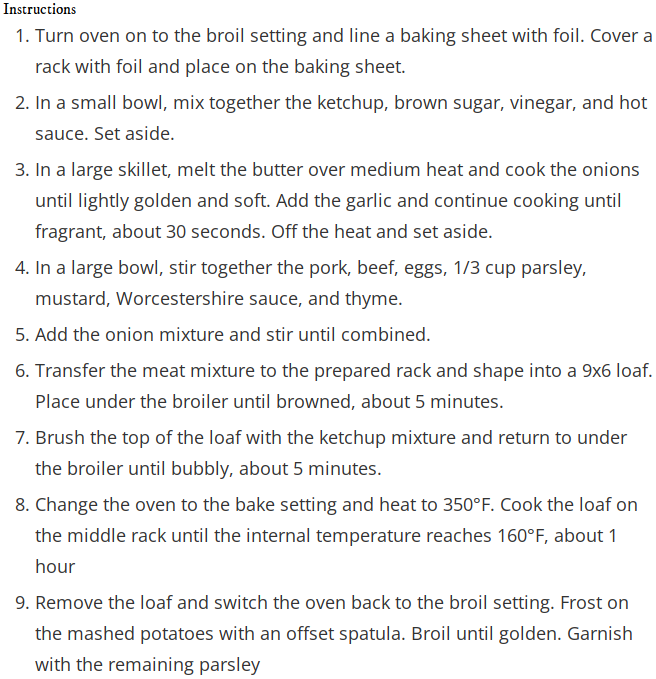 Instructions
1. Turn oven on to the broil setting and line a baking sheet with foil. Cover a
rack with foil and place on the baking sheet.
2. In a small bowl, mix together the ketchup, brown sugar, vinegar, and hot
sauce. Set aside.
3. In a large skillet, melt the butter over medium heat and cook the onions
until lightly golden and soft. Add the garlic and continue cooking until
fragrant, about 30 seconds. Off the heat and set aside.
4. In a large bowl, stir together the pork, beef, eggs, 1/3 cup parsley,
mustard, Worcestershire sauce, and thyme.
5. Add the onion mixture and stir until combined.
6. Transfer the meat mixture to the prepared rack and shape into a 9x6 loaf.
Place under the broiler until browned, about 5 minutes.
7. Brush the top of the loaf with the ketchup mixture and return to under
the broiler until bubbly, about 5 minutes.
8. Change the oven to the bake setting and heat to 350°F. Cook the loaf on
the middle rack until the internal temperature reaches 160°F, about 1
hour
9. Remove the loaf and switch the oven back to the broil setting. Frost on
the mashed potatoes with an offset spatula. Broil until golden. Garnish
with the remaining parsley